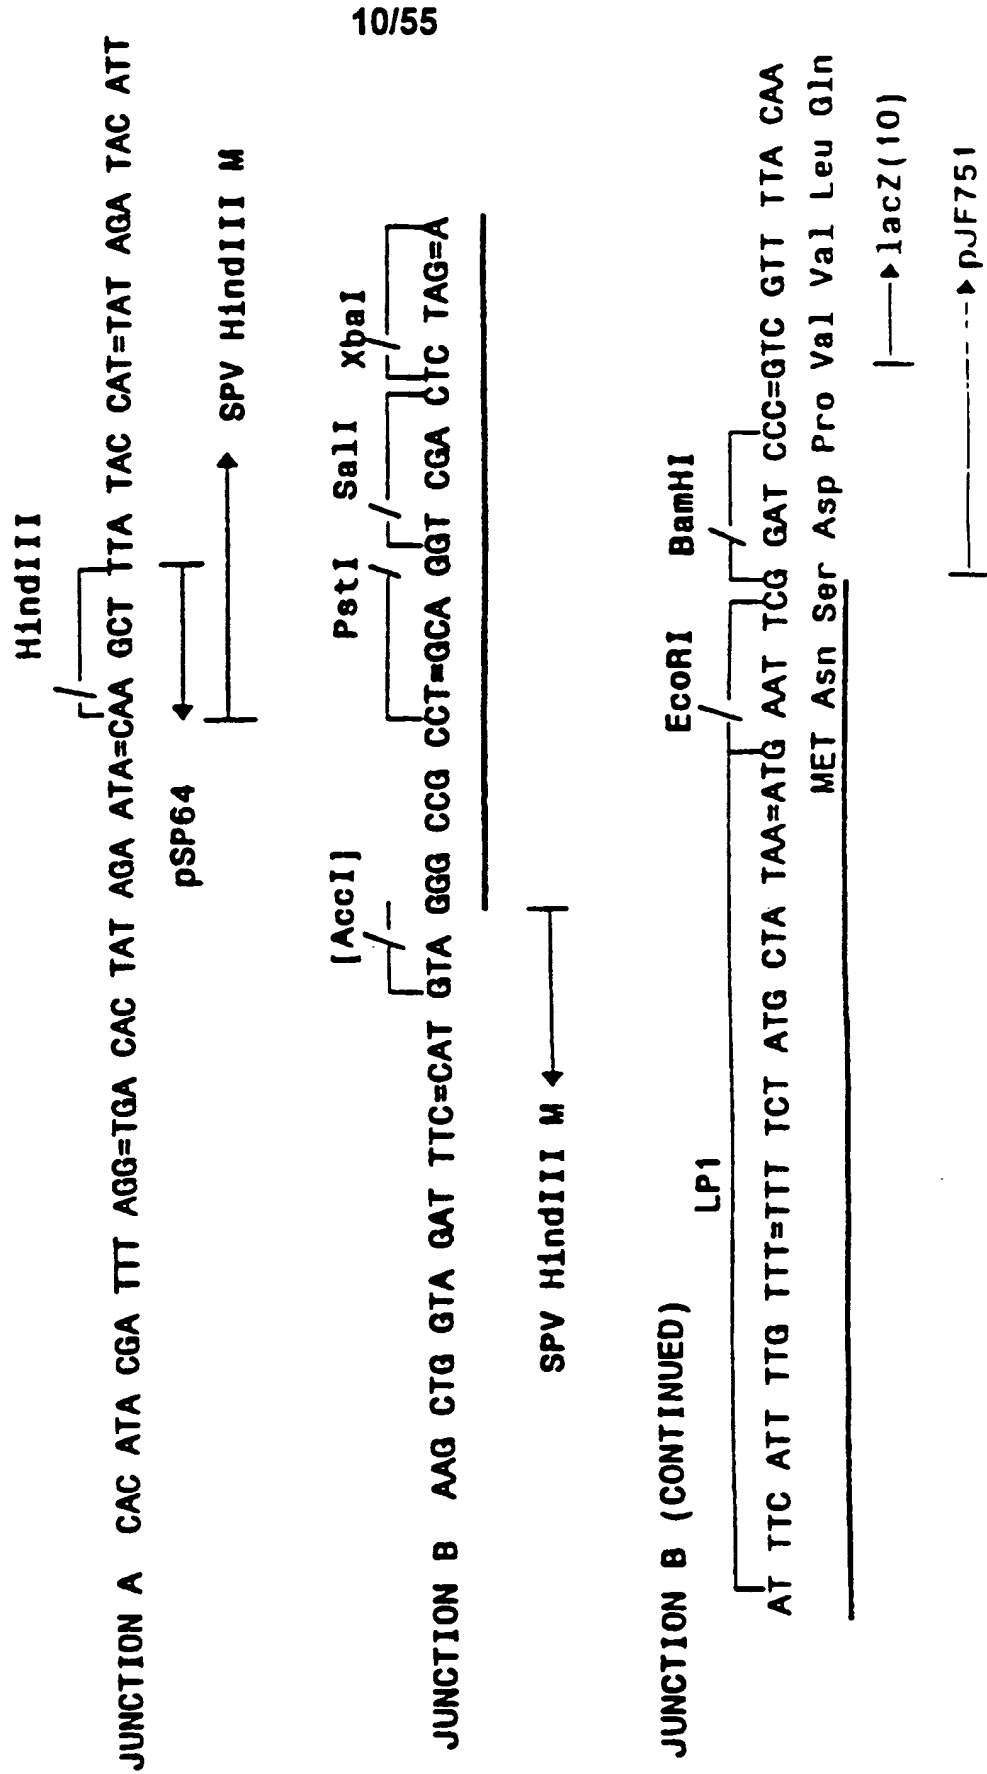 10/55
HindIII
JUNCTION A CAC ATA CGA TTT AGG=TGA CAC TAT AGA ATA=CAA GCT TTA TAC CAT=TAT AGA TAC ATT
pSP64
SPV HindIII M
[AccI] PstI SalI XbaI
JUNCTION B AAG CTG GTA GAT TTC=CAT GTA GGG CCG CCT=GCA GGT CGA CTC TAG=A
SPV HindIII M
JUNCTION B (CONTINUED)
LP1 EcoRI BamHI
AT TTC ATT TTG TTT=TTT TCT ATG CTA TAA=ATG AAT TCG GAT CCC=GTC GTT TTA CAA
MET Asn Ser Asp Pro Val Val Leu Gln
lacZ(10)
pJF751